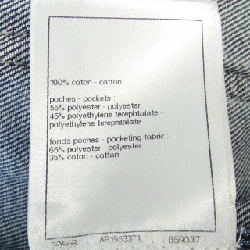 100% coton - cotton
poches - pockets :
55% polyester - polyester
45% polyethylene terephtalate -
polyethylene terephtalate
fonds poches - pocketing fabric :
65% polyester - polyester
35% coton - cotton